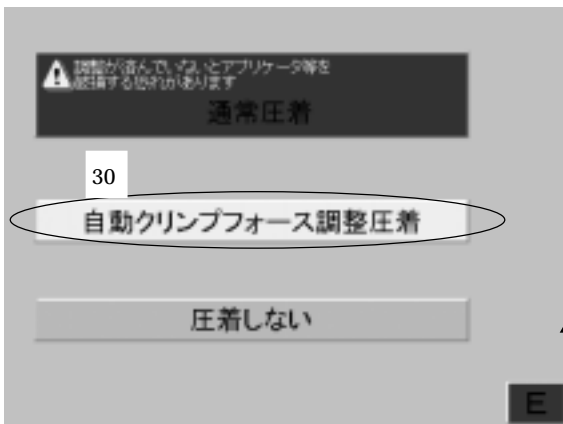 調整が済んでいないとアプリケータ等を
破損する恐れがあります
通常圧着
30
自動クリンプフォース調整圧着
圧着しない
E